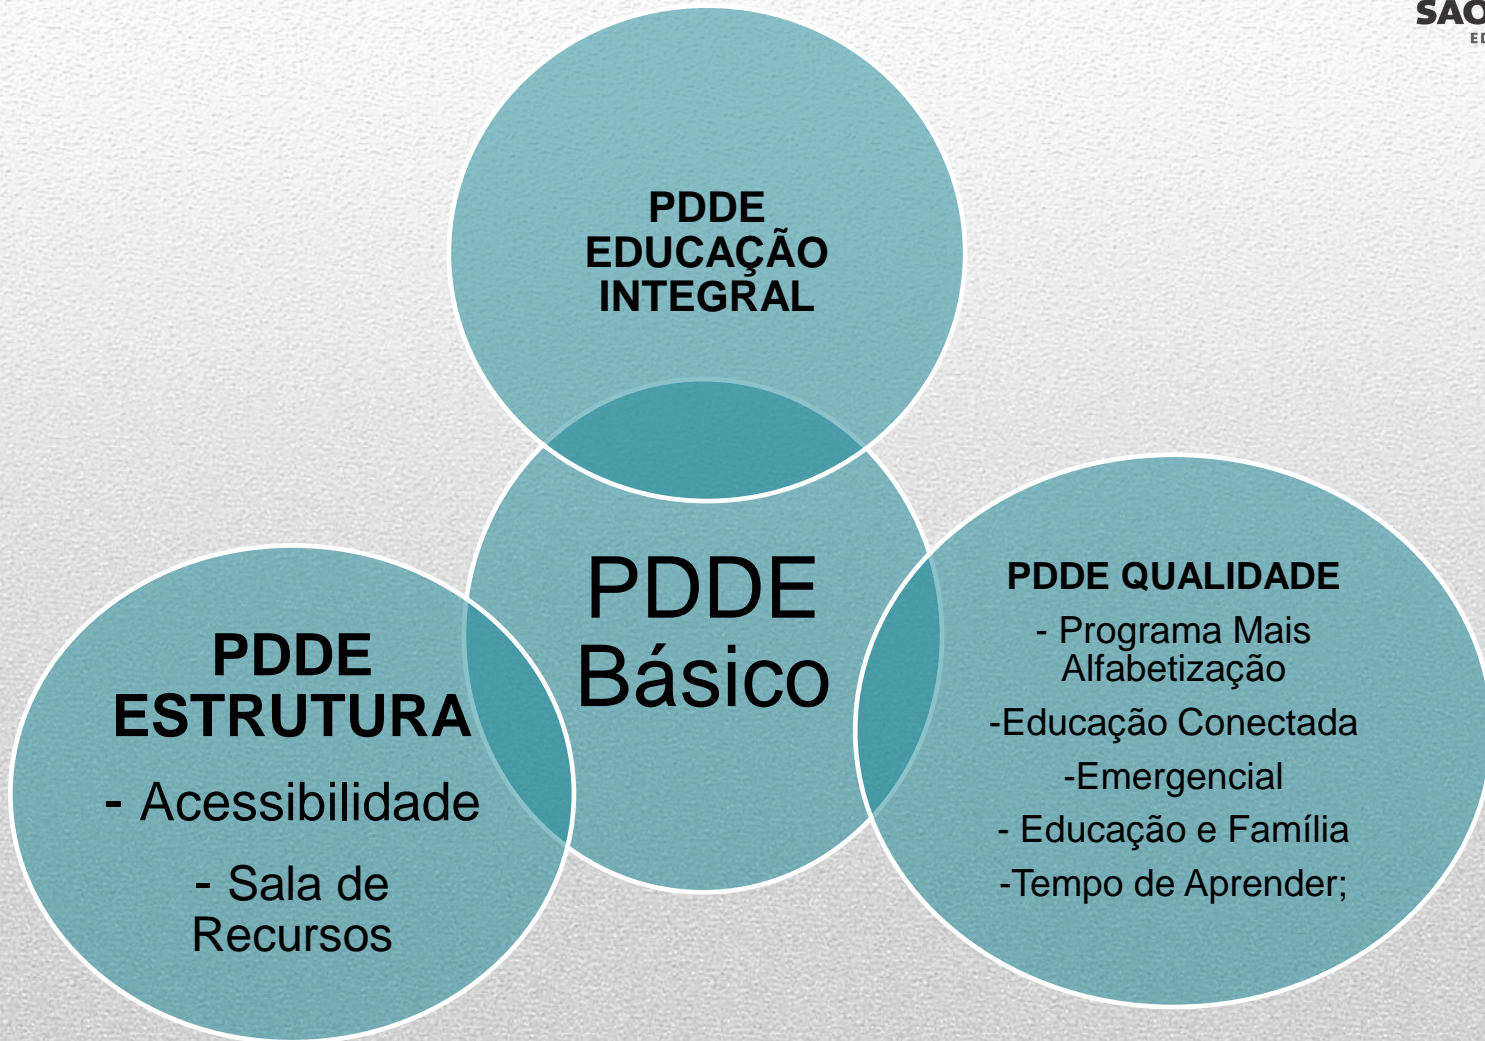 PDDE
EDUCAÇÃO
INTEGRAL
PDDE
Básico
PDDE
ESTRUTURA
- Acessibilidade
- Sala de
Recursos
PDDE QUALIDADE
- Programa Mais
Alfabetização
-Educação Conectada
-Emergencial
- Educação e Família
-Tempo de Aprender;